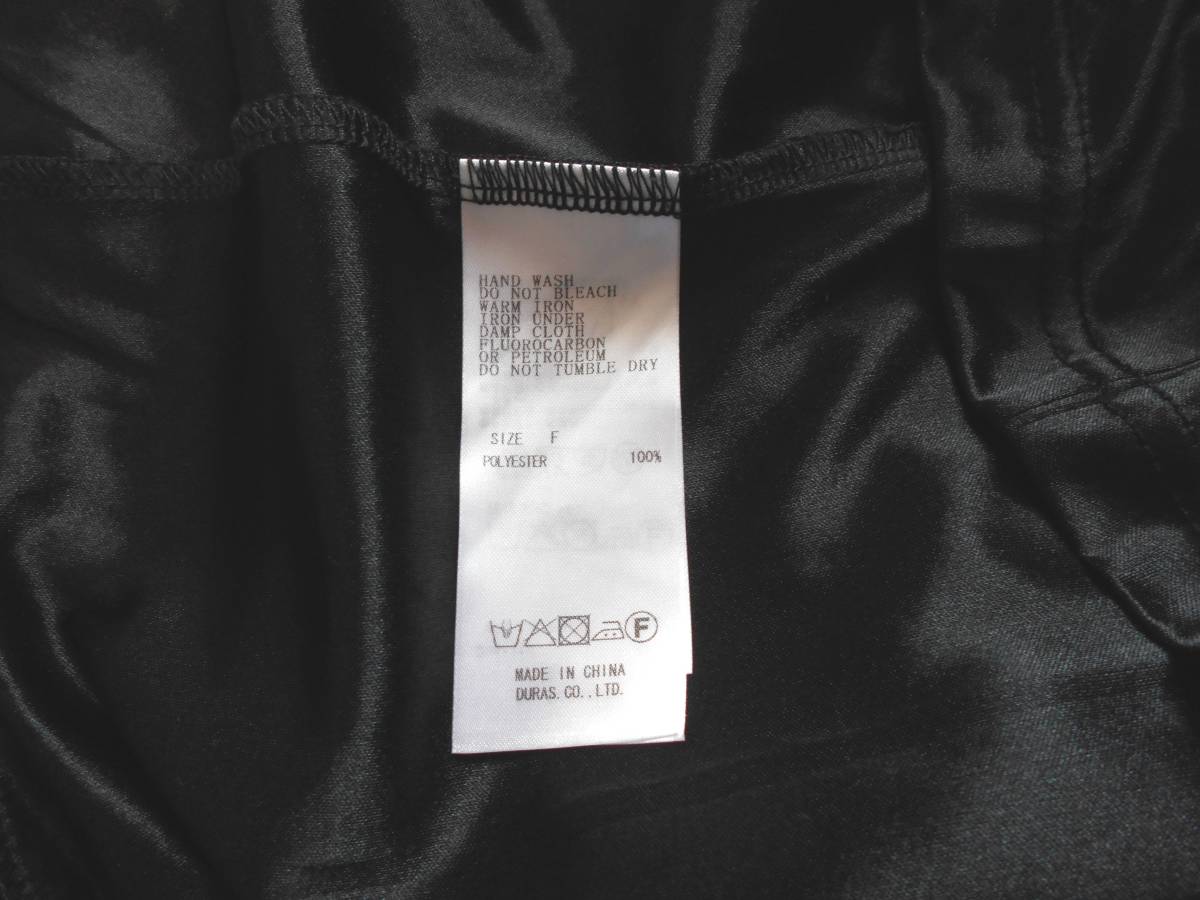 HAND WASH
DO NOT BLEACH
WARM IRON
IRON UNDER
DAMP CLOTH
FLUOROCARBON
OR PETROLEUM
DO NOT TUMBLE DRY
SIZE F
POLYESTER 100%
F
MADE IN CHINA
DURAS.CO.,LTD.